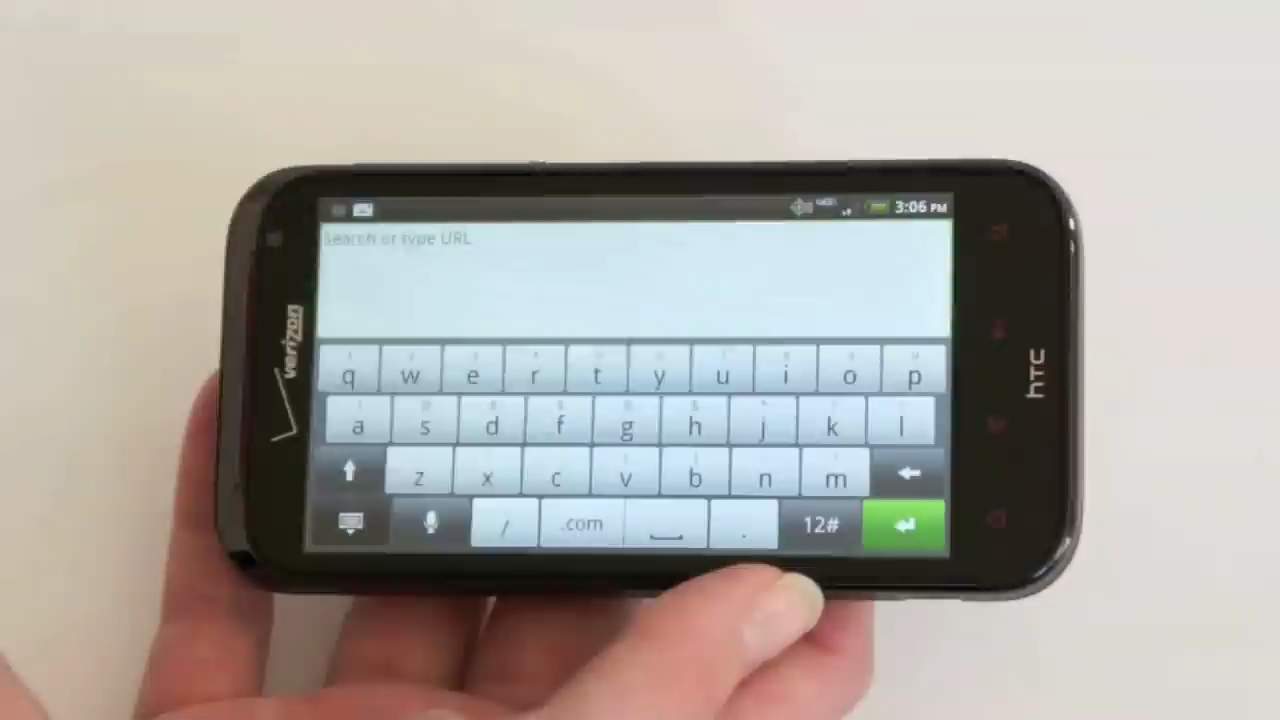 3:06 PM
Search or type URL
verizon
hTC
q w e r t y u i o p
a s d f g h j k l
z x c v b n m
/ .com . 12#